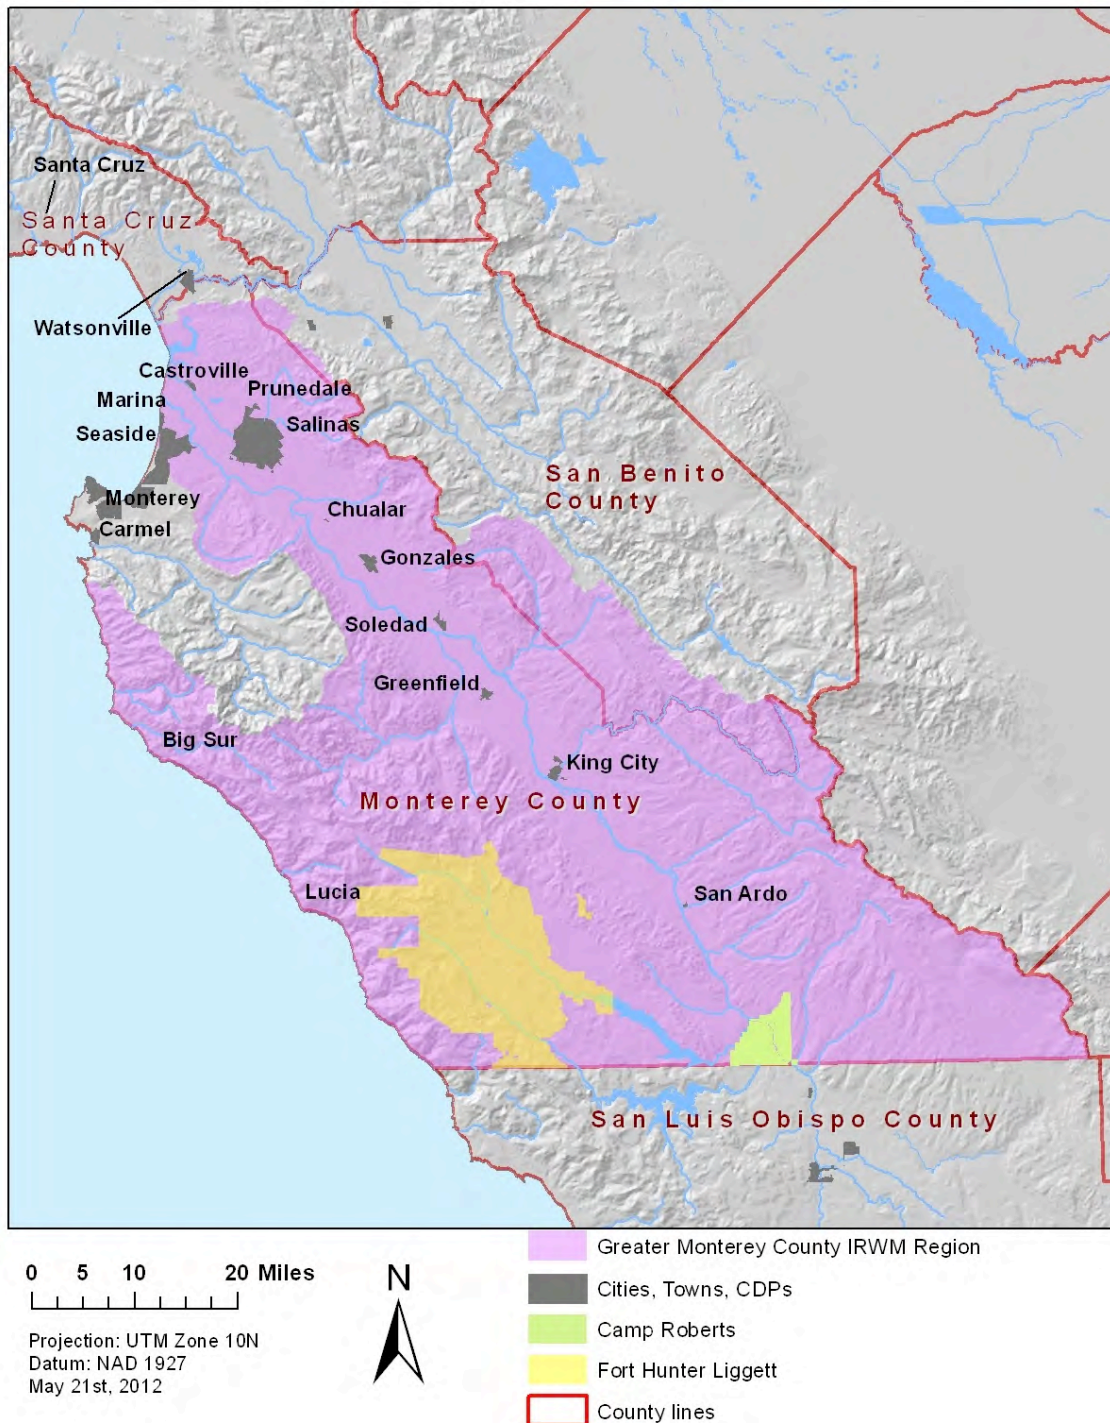 Santa Cruz
Santa Cruz
County
Watsonville
Castroville
Prunedale
Marina
Salinas
Seaside
San Benito
County
Monterey
Chualar
Carmel
Gonzales
Soledad
Greenfield
Big Sur
King City
Monterey County
Lucia
San Ardo
San Luis Obispo County
0 5 10 20 Miles
N
Projection: UTM Zone 10N
Datum: NAD 1927
May 21st, 2012
Greater Monterey County IRWM Region
Cities, Towns, CDPs
Camp Roberts
Fort Hunter Liggett
County lines